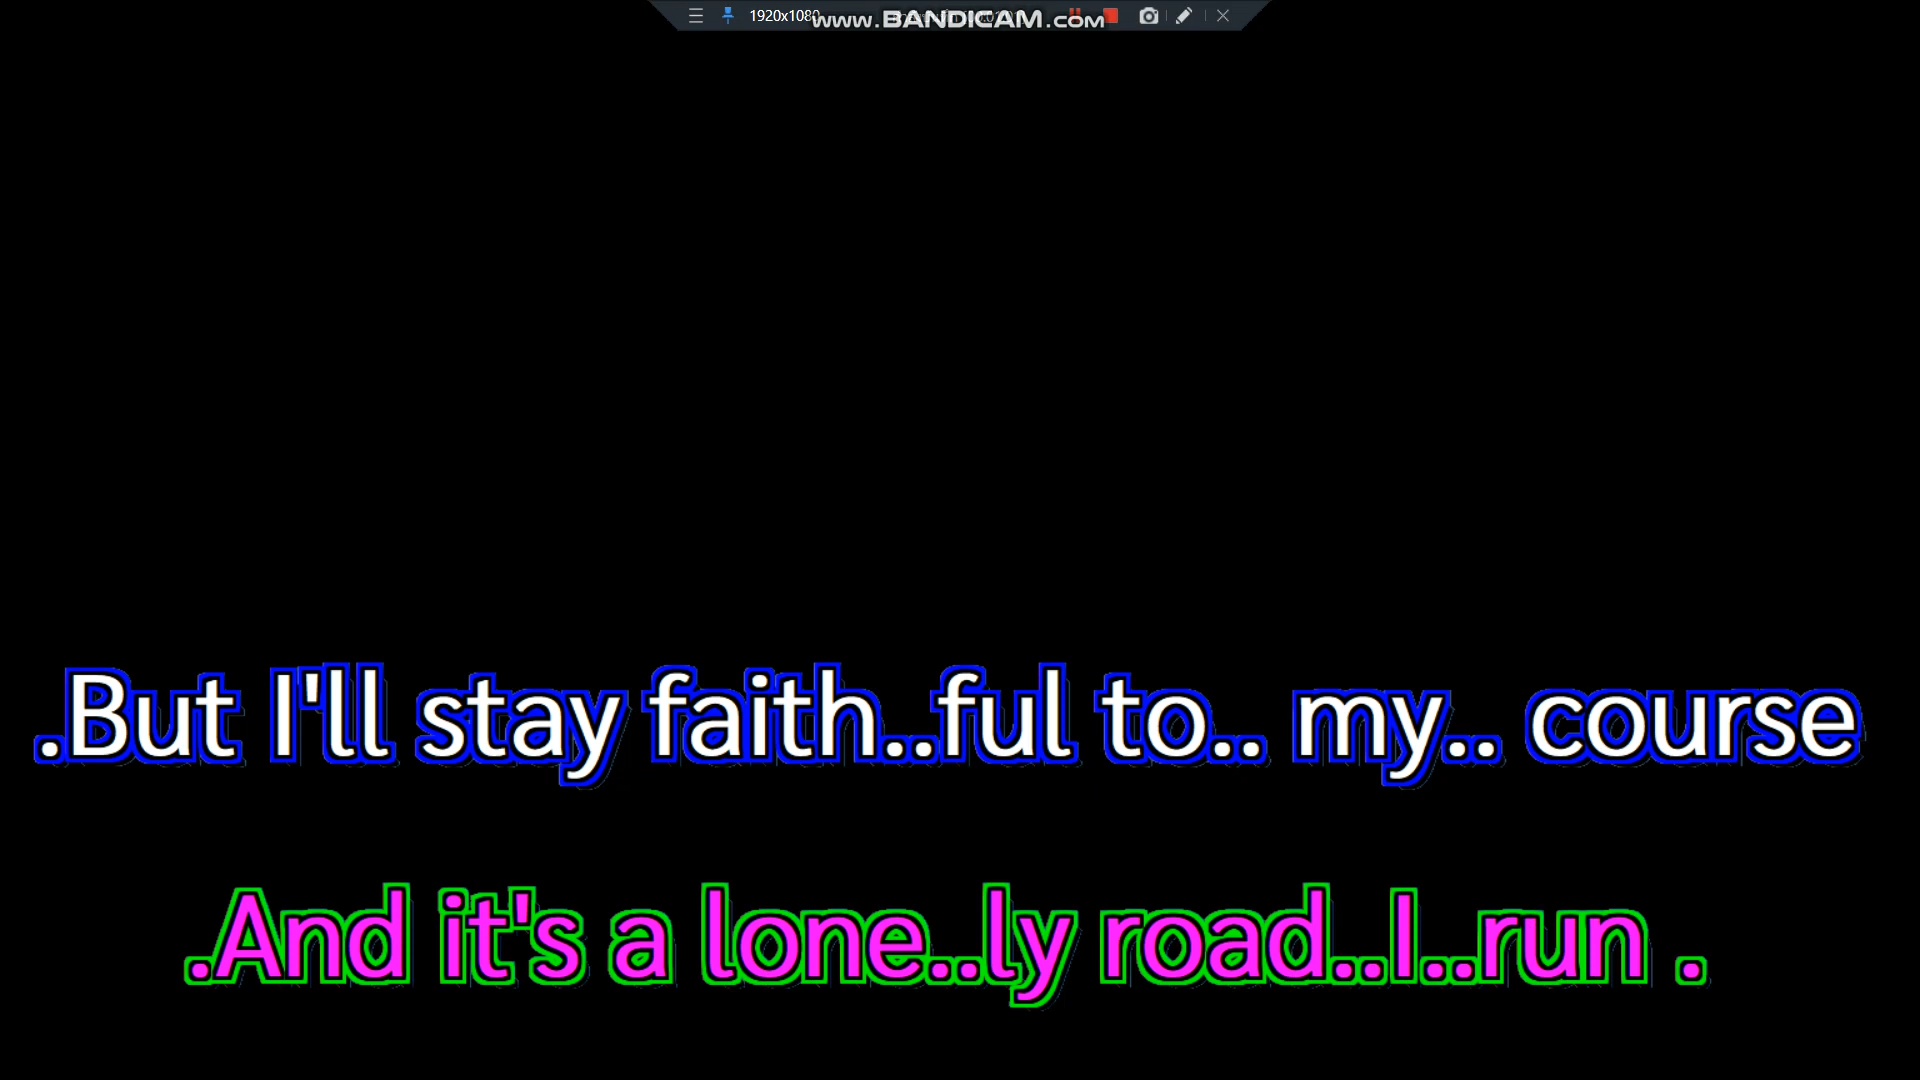 1920x1080
www.BANDICAM.com
.But I'll stay faith..ful to.. my.. course
.And it's a lone..ly road..I..run .